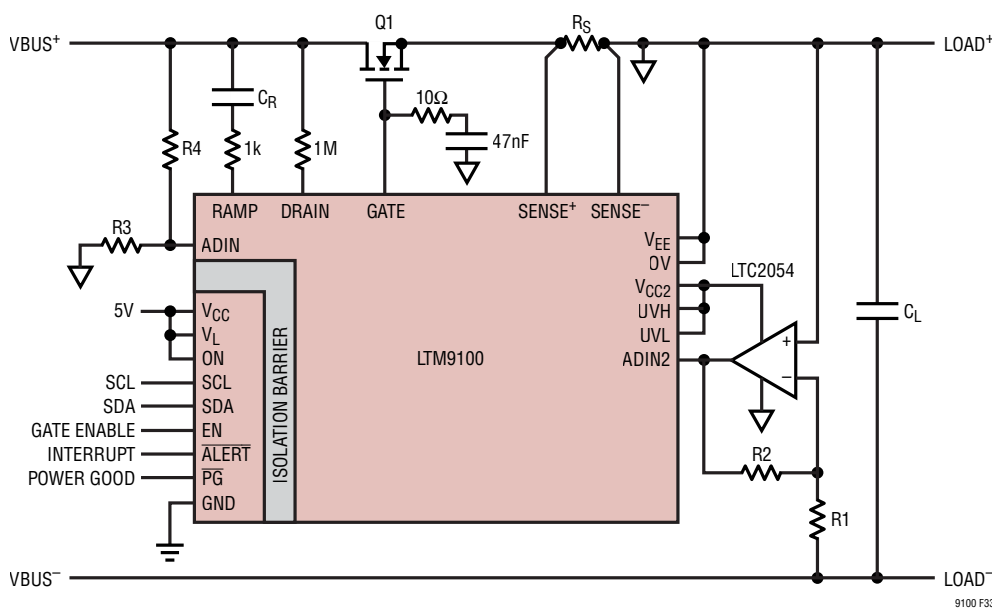 Q1
RS
VBUS+
LOAD+
CR
10Ω
47nF
R4
1k
1M
RAMP
DRAIN
GATE
SENSE+
SENSE–
R3
ADIN
VEE
OV
LTC2054
VCC2
5V
VCC
UVH
CL
VL
UVL
+
ON
LTM9100
ADIN2
–
SCL
SCL
SDA
SDA
GATE ENABLE
EN
INTERRUPT
ALERT
R2
POWER GOOD
PG
ISOLATION BARRIER
GND
R1
VBUS–
LOAD–
9100 F33